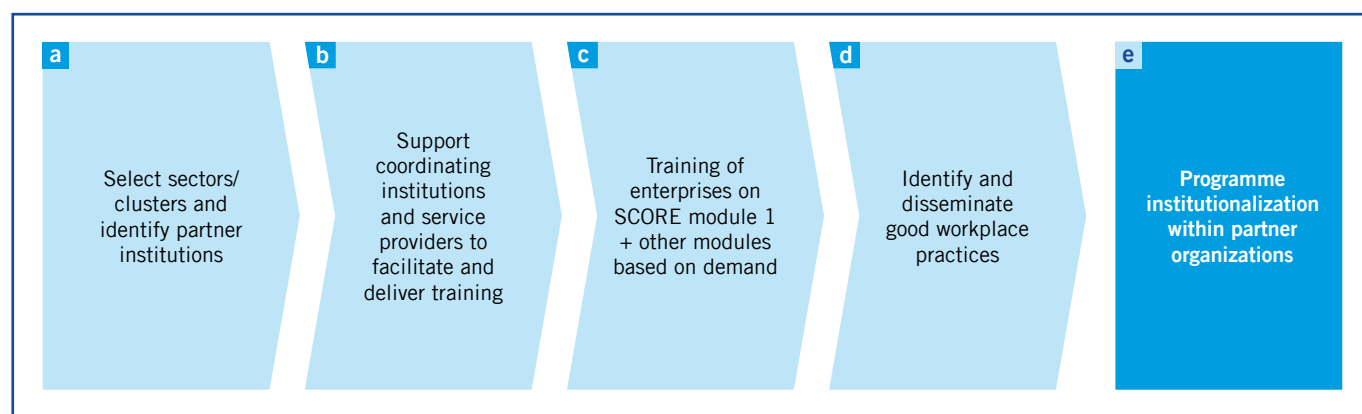 a
Select sectors/
clusters and
identify partner
institutions
b
Support
coordinating
institutions
and service
providers to
facilitate and
deliver training
c
Training of
enterprises on
SCORE module 1
+ other modules
based on demand
d
Identify and
disseminate
good workplace
practices
e
Programme
institutionalization
within partner
organizations